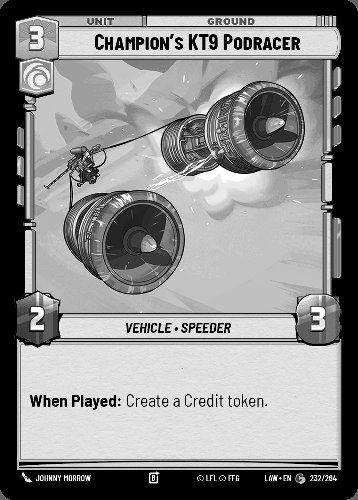 UNIT
GROUND
3
CHAMPION'S KT9 PODRACER
2
VEHICLE • SPEEDER
3
When Played: Create a Credit token.
JOHNNY MORROW
© LFL © FFG
LAW • EN
C
232/264